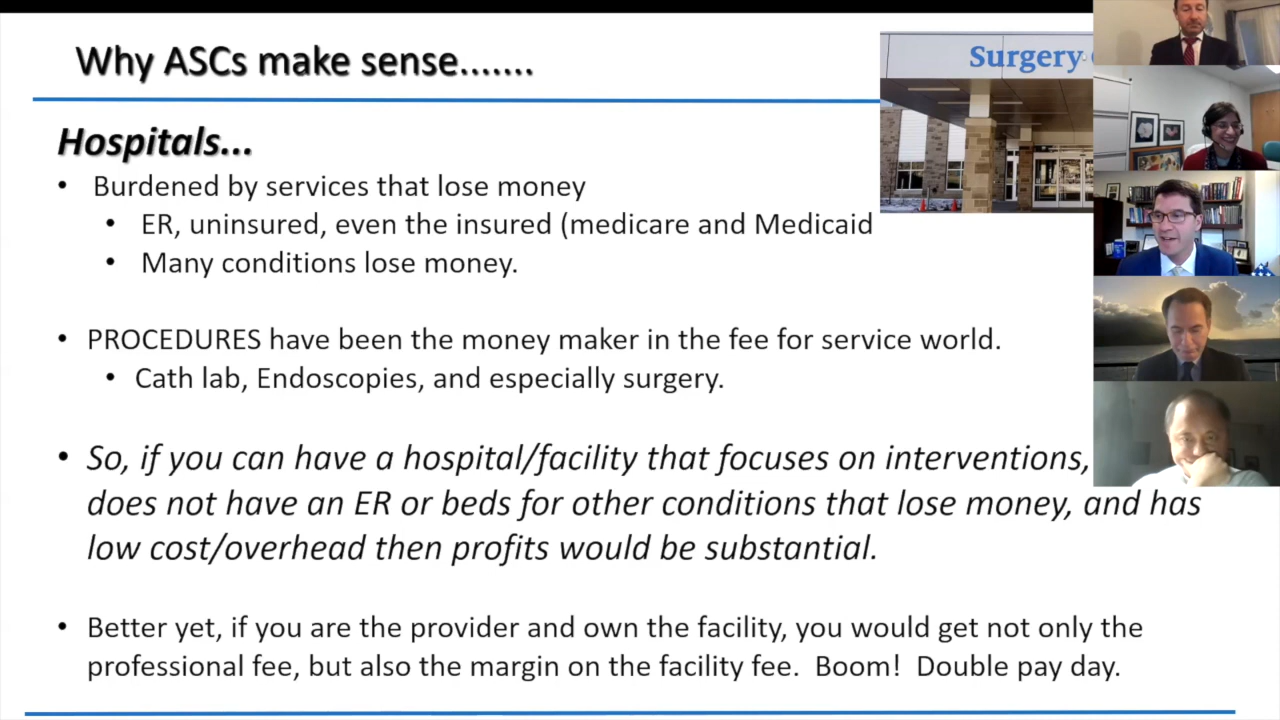 Why ASCs make sense.......
Surgery
Hospitals...
• Burdened by services that lose money
• ER, uninsured, even the insured (medicare and Medicaid
• Many conditions lose money.
• PROCEDURES have been the money maker in the fee for service world.
• Cath lab, Endoscopies, and especially surgery.
• So, if you can have a hospital/facility that focuses on interventions,
does not have an ER or beds for other conditions that lose money, and has
low cost/overhead then profits would be substantial.
• Better yet, if you are the provider and own the facility, you would get not only the
professional fee, but also the margin on the facility fee.  Boom!  Double pay day.